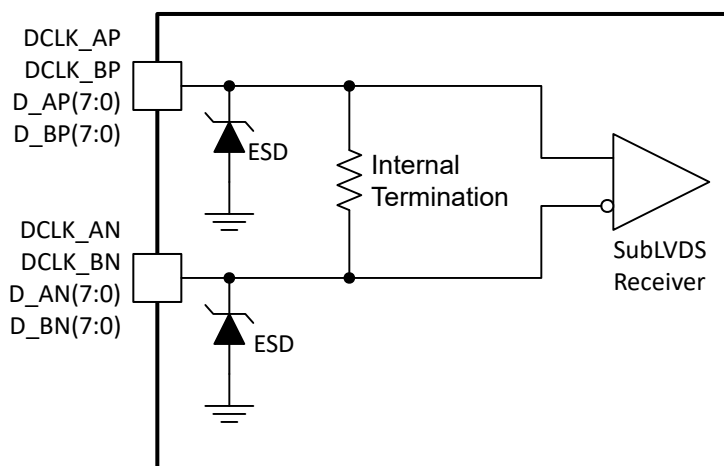 DCLK_AP
DCLK_BP
D_AP(7:0)
D_BP(7:0)
ESD
Internal
Termination
DCLK_AN
DCLK_BN
D_AN(7:0)
D_BN(7:0)
ESD
SubLVDS
Receiver